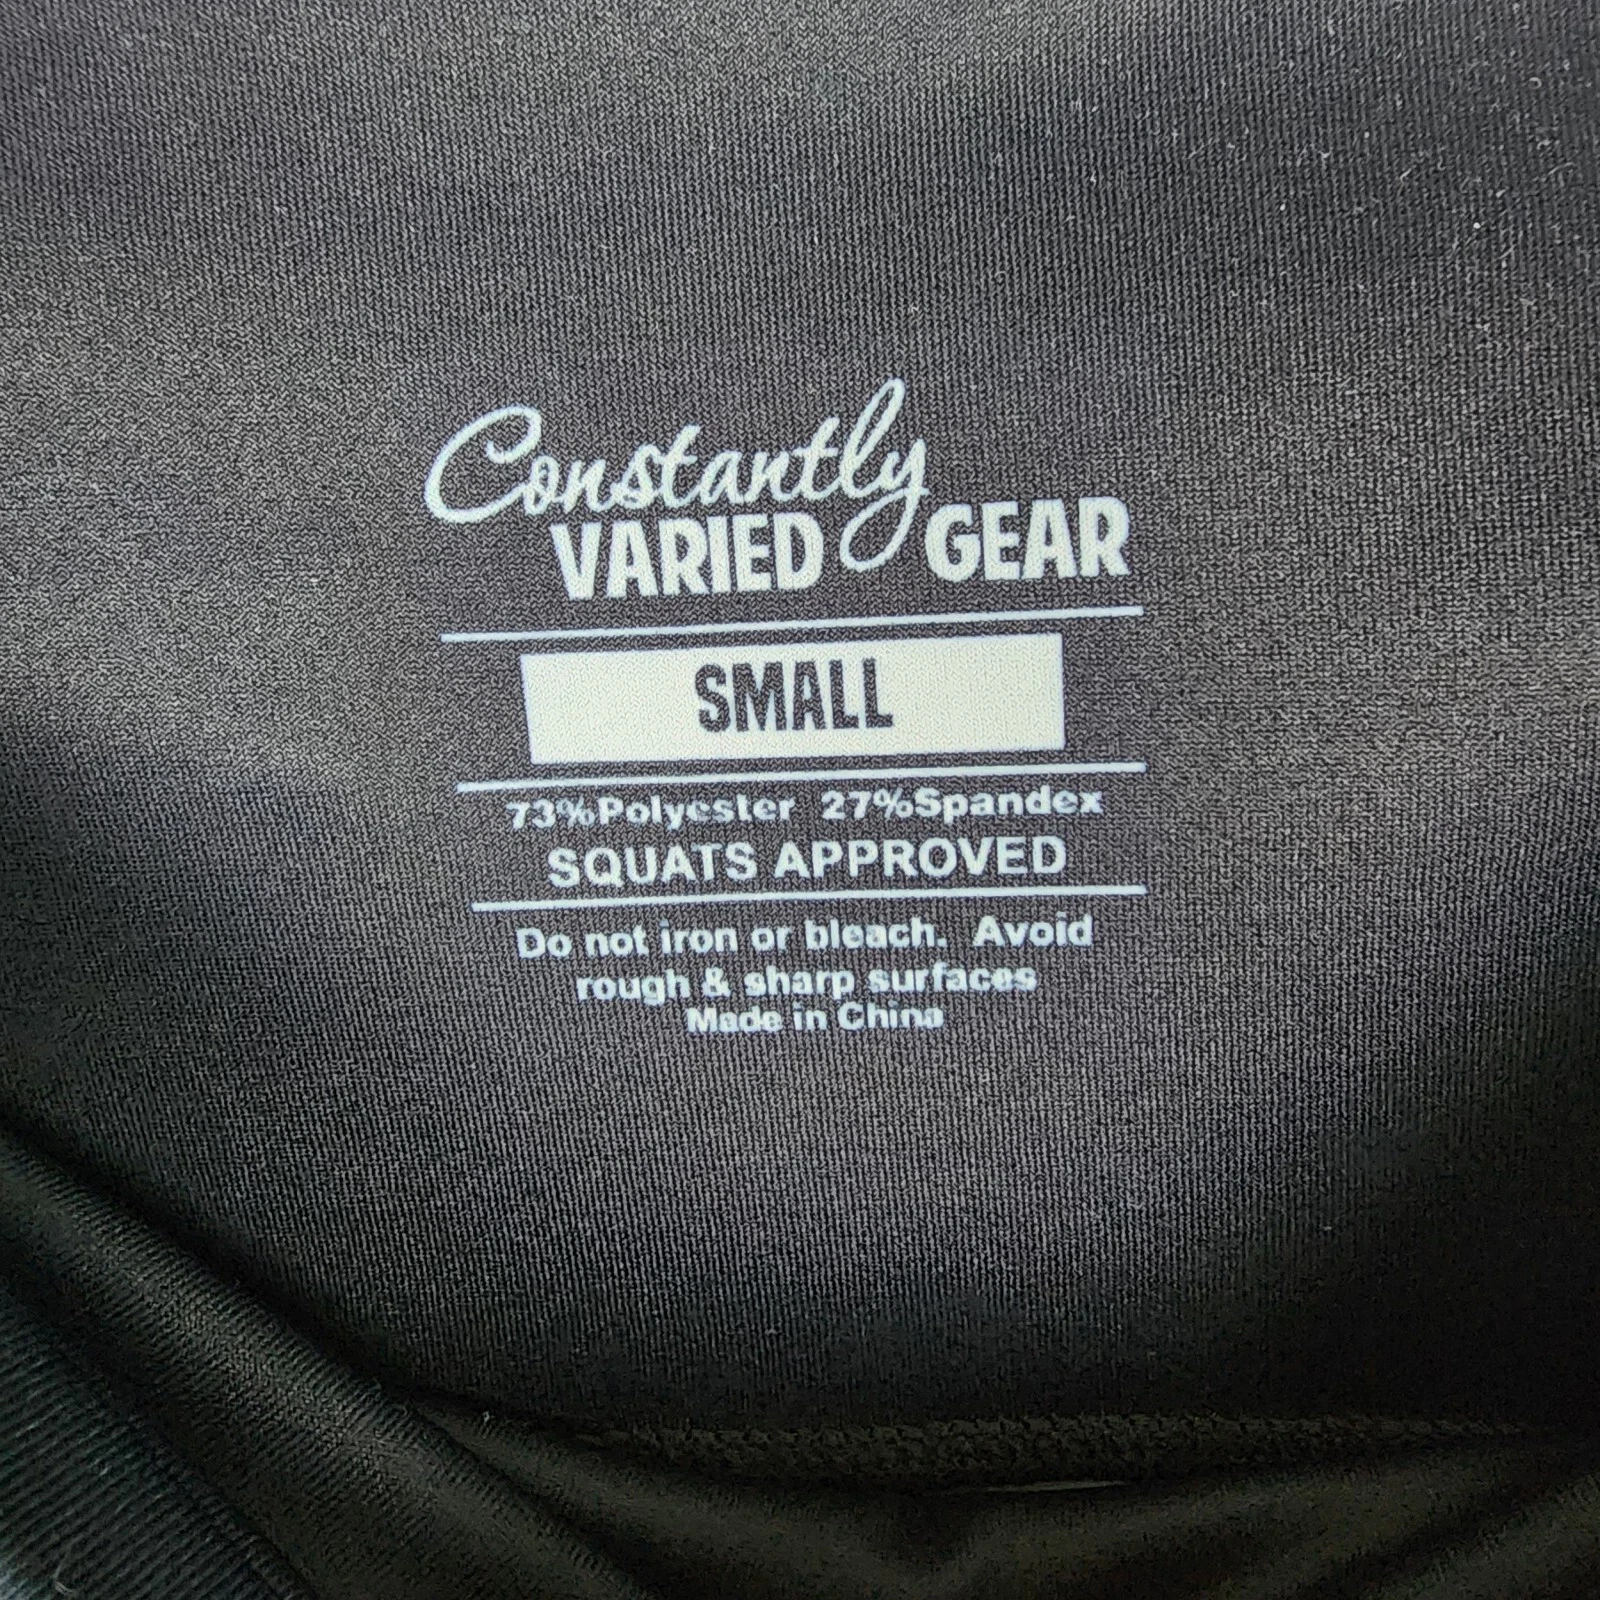 Constantly
VARIED GEAR
SMALL
73%Polyester 27%Spandex
SQUATS APPROVED
Do not iron or bleach. Avoid
rough & sharp surfaces
Made in China